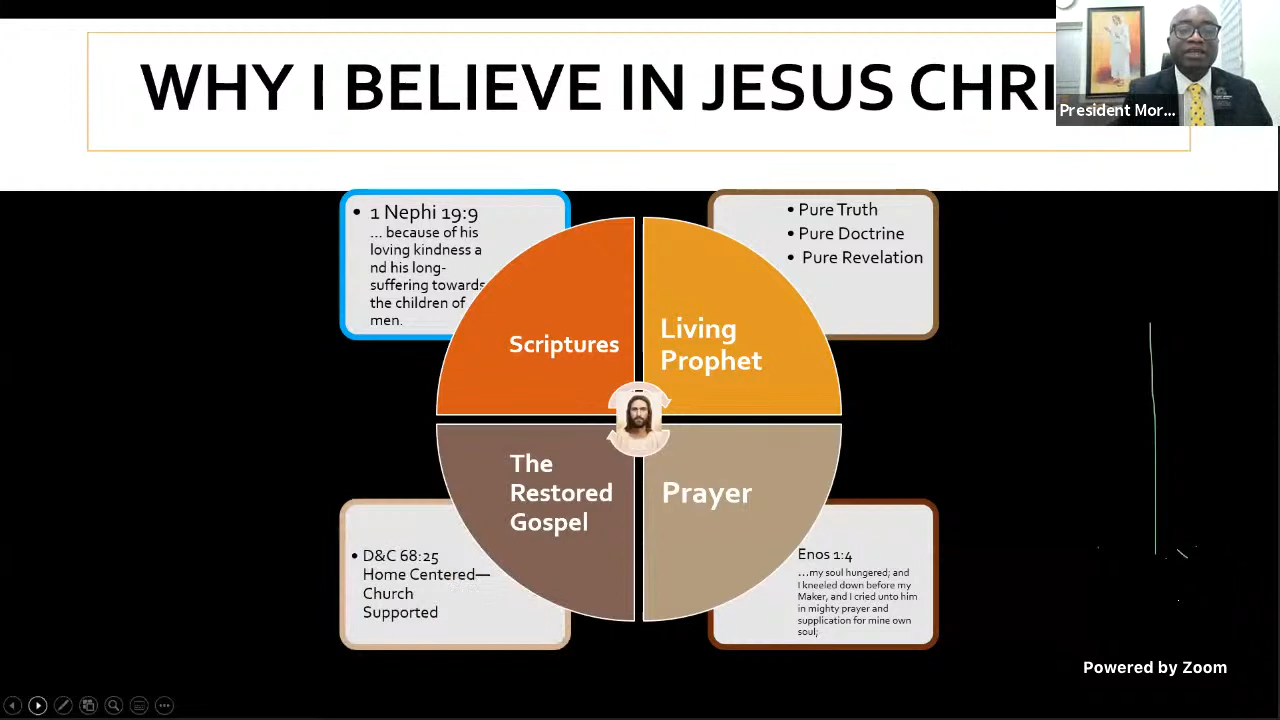 WHY I BELIEVE IN JESUS CHRI
President Mor...
• 1 Nephi 19:9
... because of his
loving kindness a
nd his long-
suffering towards
the children of
men.
• Pure Truth
• Pure Doctrine
• Pure Revelation
Scriptures
Living
Prophet
The
Restored
Gospel
Prayer
• D&C 68:25
Home Centered—
Church
Supported
Enos 1:4
...my soul hungered; and
I kneeled down before my
Maker, and I cried unto him
in mighty prayer and
supplication for mine own
soul;
Powered by Zoom